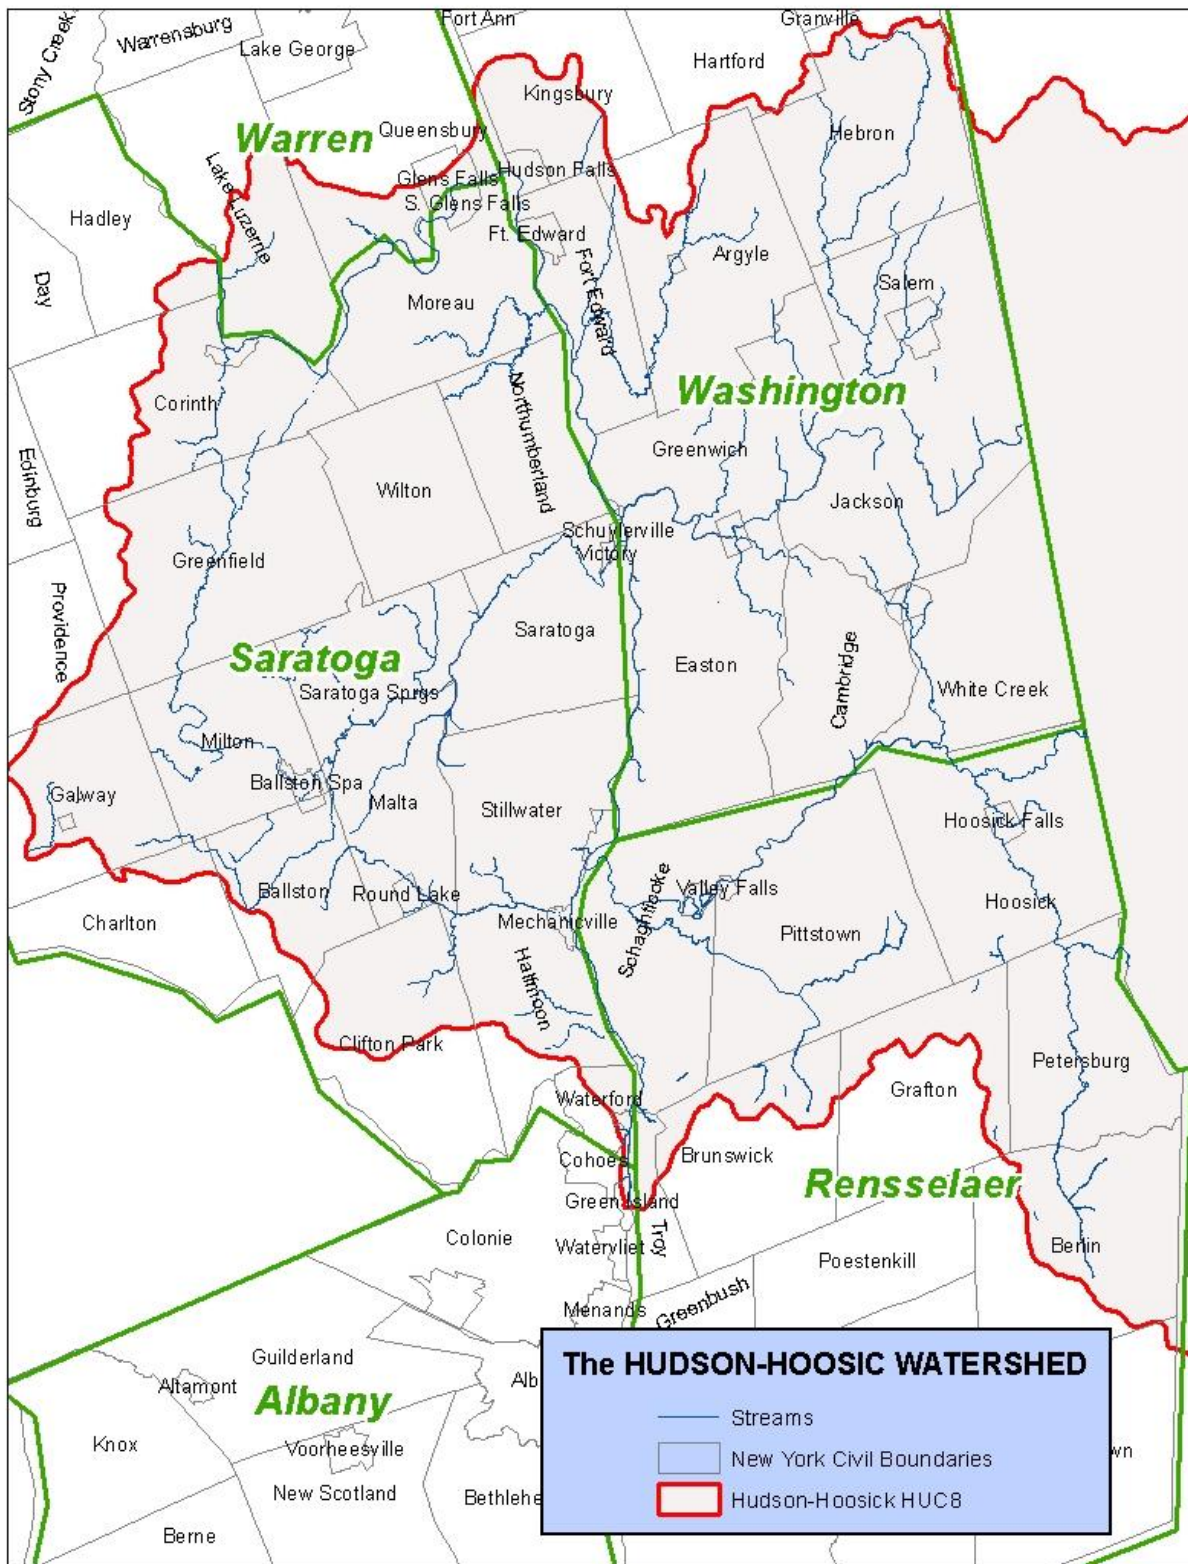 Fort Ann
Granville
Warrensburg
Stony Creek
Lake George
Hartford
Kingsbury
Hebron
Warren
Queensbury
Glens Falls
Hudson Falls
S. Glens Falls
Ft. Edward
Hadley
Lake Luzerne
Day
Moreau
Fort Edward
Argyle
Salem
Corinth
Northumberland
Washington
Edinburg
Wilton
Greenwich
Jackson
Greenfield
Schuylerville
Victory
Providence
Saratoga
Saratoga
Easton
Cambridge
White Creek
Saratoga Sprgs
Milton
Ballston Spa
Galway
Malta
Stillwater
Hoosick Falls
Ballston
Round Lake
Valley Falls
Hoosick
Charlton
Mechanicville
Schaghticoke
Pittstown
Halfmoon
Clifton Park
Petersburg
Grafton
Waterford
Brunswick
Cohoes
Rensselaer
Green Island
Troy
Colonie
Watervliet
Berlin
Poestenkill
Menands
Greenbush
Guilderland
Altamont
Alb
Albany
Knox
Voorheesville
New Scotland
Bethlehe
Berne
wn
The HUDSON-HOOSIC WATERSHED
Streams
New York Civil Boundaries
Hudson-Hoosick HUC8